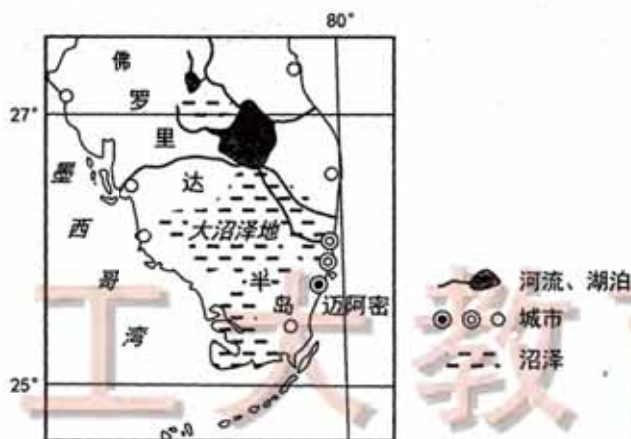 80°
佛
罗
27°
里
墨
达
西
大沼泽地
哥
半
河流、湖泊
岛
迈阿密
城市
湾
沼泽
25°
工大教